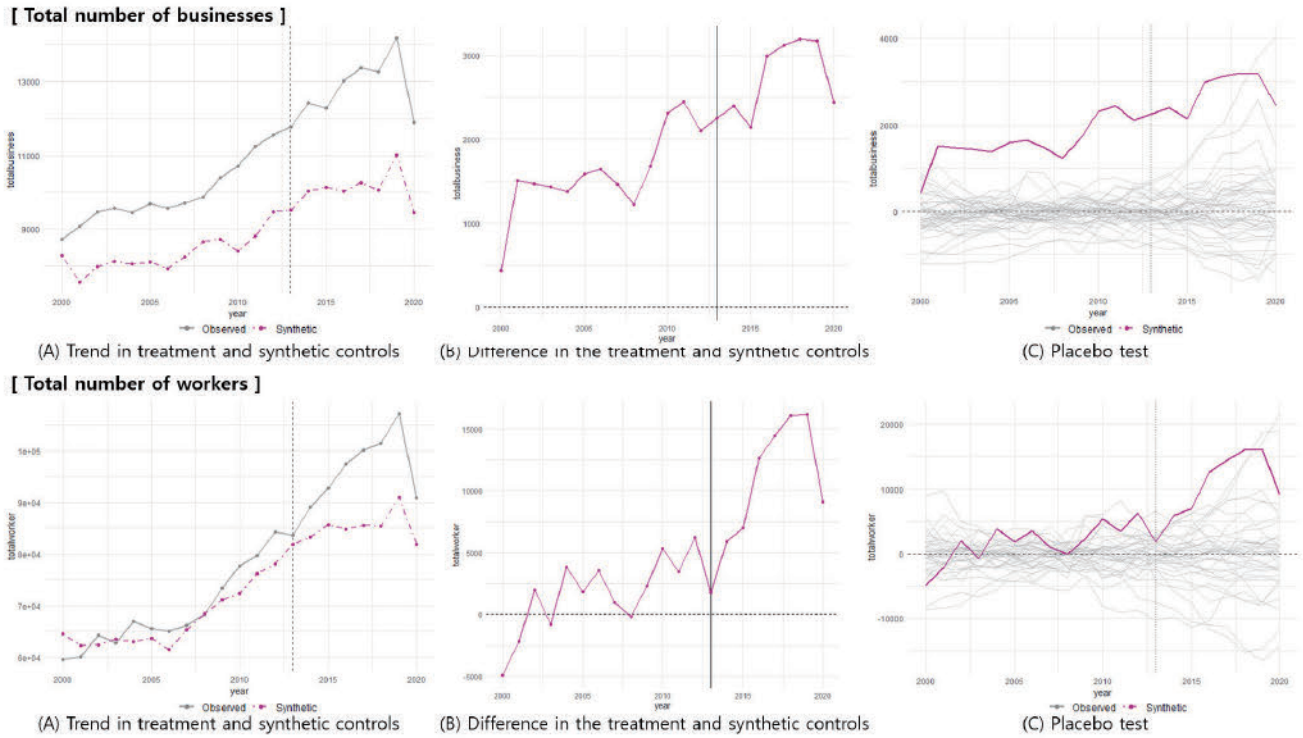 [ Total number of businesses ]
totalbusiness
13000
11000
9000
2000
2005
2010
2015
2020
year
Observed
Synthetic
(A) Trend in treatment and synthetic controls
totalbusiness
3000
2000
1000
0
2000
2005
2010
2015
2020
year
(B) Difference in the treatment and synthetic controls
totalbusiness
4000
2000
0
2000
2005
2010
2015
2020
year
Observed
Synthetic
(C) Placebo test
[ Total number of workers ]
totalworker
1e+05
9e+04
8e+04
7e+04
6e+04
2000
2005
2010
2015
2020
year
Observed
Synthetic
(A) Trend in treatment and synthetic controls
totalworker
15000
10000
5000
0
-5000
2000
2005
2010
2015
2020
year
(B) Difference in the treatment and synthetic controls
totalworker
20000
10000
0
-10000
2000
2005
2010
2015
2020
year
Observed
Synthetic
(C) Placebo test